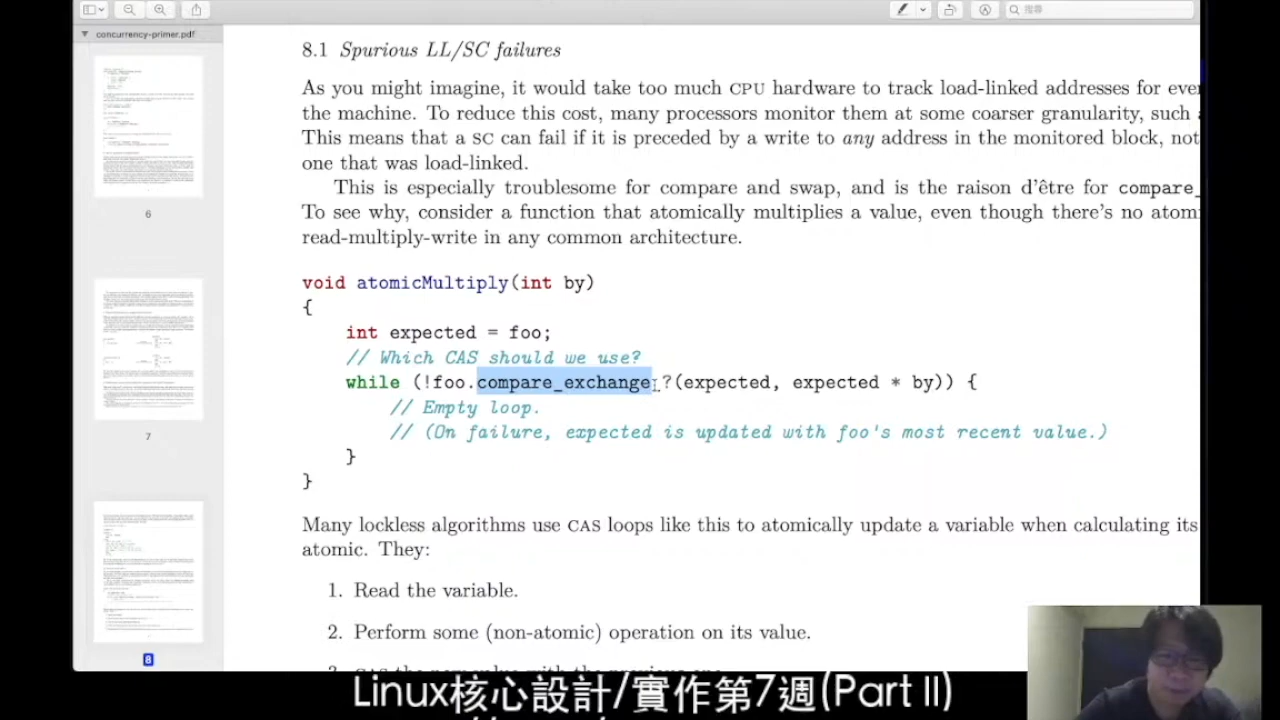 搜尋
concurrency-primer.pdf
6
7
8
8.1 Spurious LL/SC failures
As you might imagine, it would take too much CPU hardware to track load-linked addresses for
the machine. To reduce this cost, many processors monitor them at some coarser granularity, such
This means that a SC can fail if it is preceded by a write to any address in the monitored block, not
one that was load-linked.
This is especially troublesome for compare and swap, and is the raison d'être for compare_
To see why, consider a function that atomically multiplies a value, even though there's no
read-multiply-write in any common architecture.
void atomicMultiply(int by)
{
int expected = foo;
// Which CAS should we use?
while (!foo.compare_exchange_?(expected, expected * by)) {
// Empty loop.
// (On failure, expected is updated with foo's most recent value.)
}
}
Many lockless algorithms use CAS loops like this to atomically update a variable when calculating its
atomic. They:
1. Read the variable.
2. Perform some (non-atomic) operation on its value.
Linux核心設計/實作第7週(Part II)